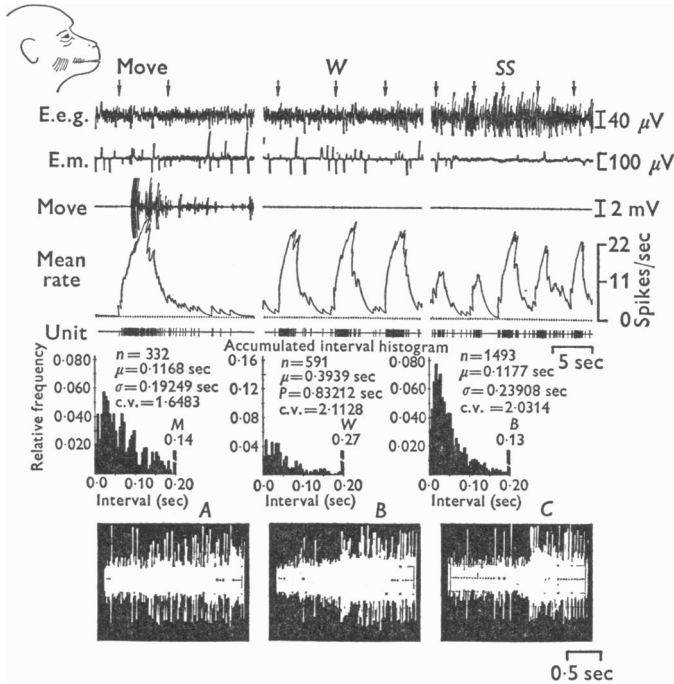 Move W SS
E.e.g. 40 μV
E.m. 100 μV
Move 2 mV
Mean rate
22
11
0
Spikes/sec
Unit
5 sec
Accumulated interval histogram
Relative frequency
0·080
0·060
0·040
0·020
n=332
μ=0·1168 sec
σ=0·19249 sec
c.v.=1·6483
M
0·14
0·0 0·10 0·20
Interval (sec)
0·16
0·12
0·08
0·04
n=591
μ=0·3939 sec
P=0·83212 sec
c.v.=2·1128
W
0·27
0·0 0·10 0·20
Interval (sec)
0·080
0·060
0·040
0·020
n=1493
μ=0·1177 sec
σ=0·23908 sec
c.v.=2·0314
B
0·13
0·0 0·10 0·20
Interval (sec)
A B C
0·5 sec